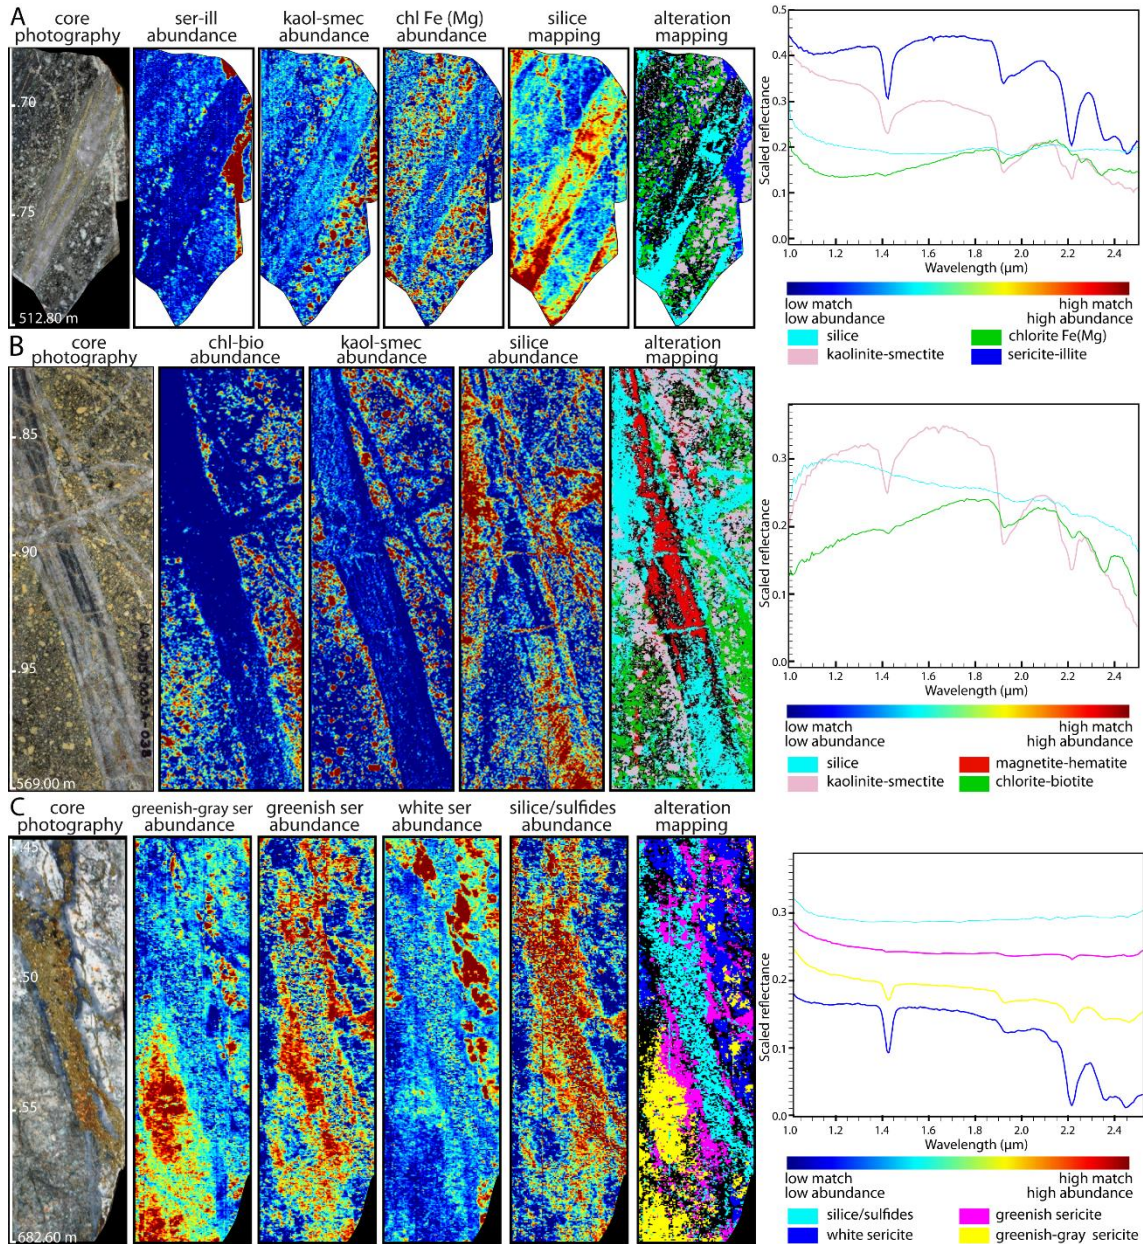 A
core photography
ser-ill abundance
kaol-smec abundance
chl Fe (Mg) abundance
silice mapping
alteration mapping
.70
.75
512.80 m
0.5
0.4
0.3
0.2
0.1
0.0
Scaled reflectance
1.0 1.2 1.4 1.6 1.8 2.0 2.2 2.4
Wavelength (µm)
low match high match
low abundance high abundance
silice chlorite Fe(Mg)
kaolinite-smectite sericite-illite
B
core photography
chl-bio abundance
kaol-smec abundance
silice abundance
alteration mapping
.85
.90
.95
569.00 m
0.3
0.2
0.1
0.0
Scaled reflectance
1.0 1.2 1.4 1.6 1.8 2.0 2.2 2.4
Wavelength (µm)
low match high match
low abundance high abundance
silice magnetite-hematite
kaolinite-smectite chlorite-biotite
C
core photography
greenish-gray ser abundance
greenish ser abundance
white ser abundance
silice/sulfides abundance
alteration mapping
.45
.50
.55
682.60 m
0.3
0.2
0.1
0.0
Scaled reflectance
1.0 1.2 1.4 1.6 1.8 2.0 2.2 2.4
Wavelength (µm)
low match high match
low abundance high abundance
silice/sulfides greenish sericite
white sericite greenish-gray sericite